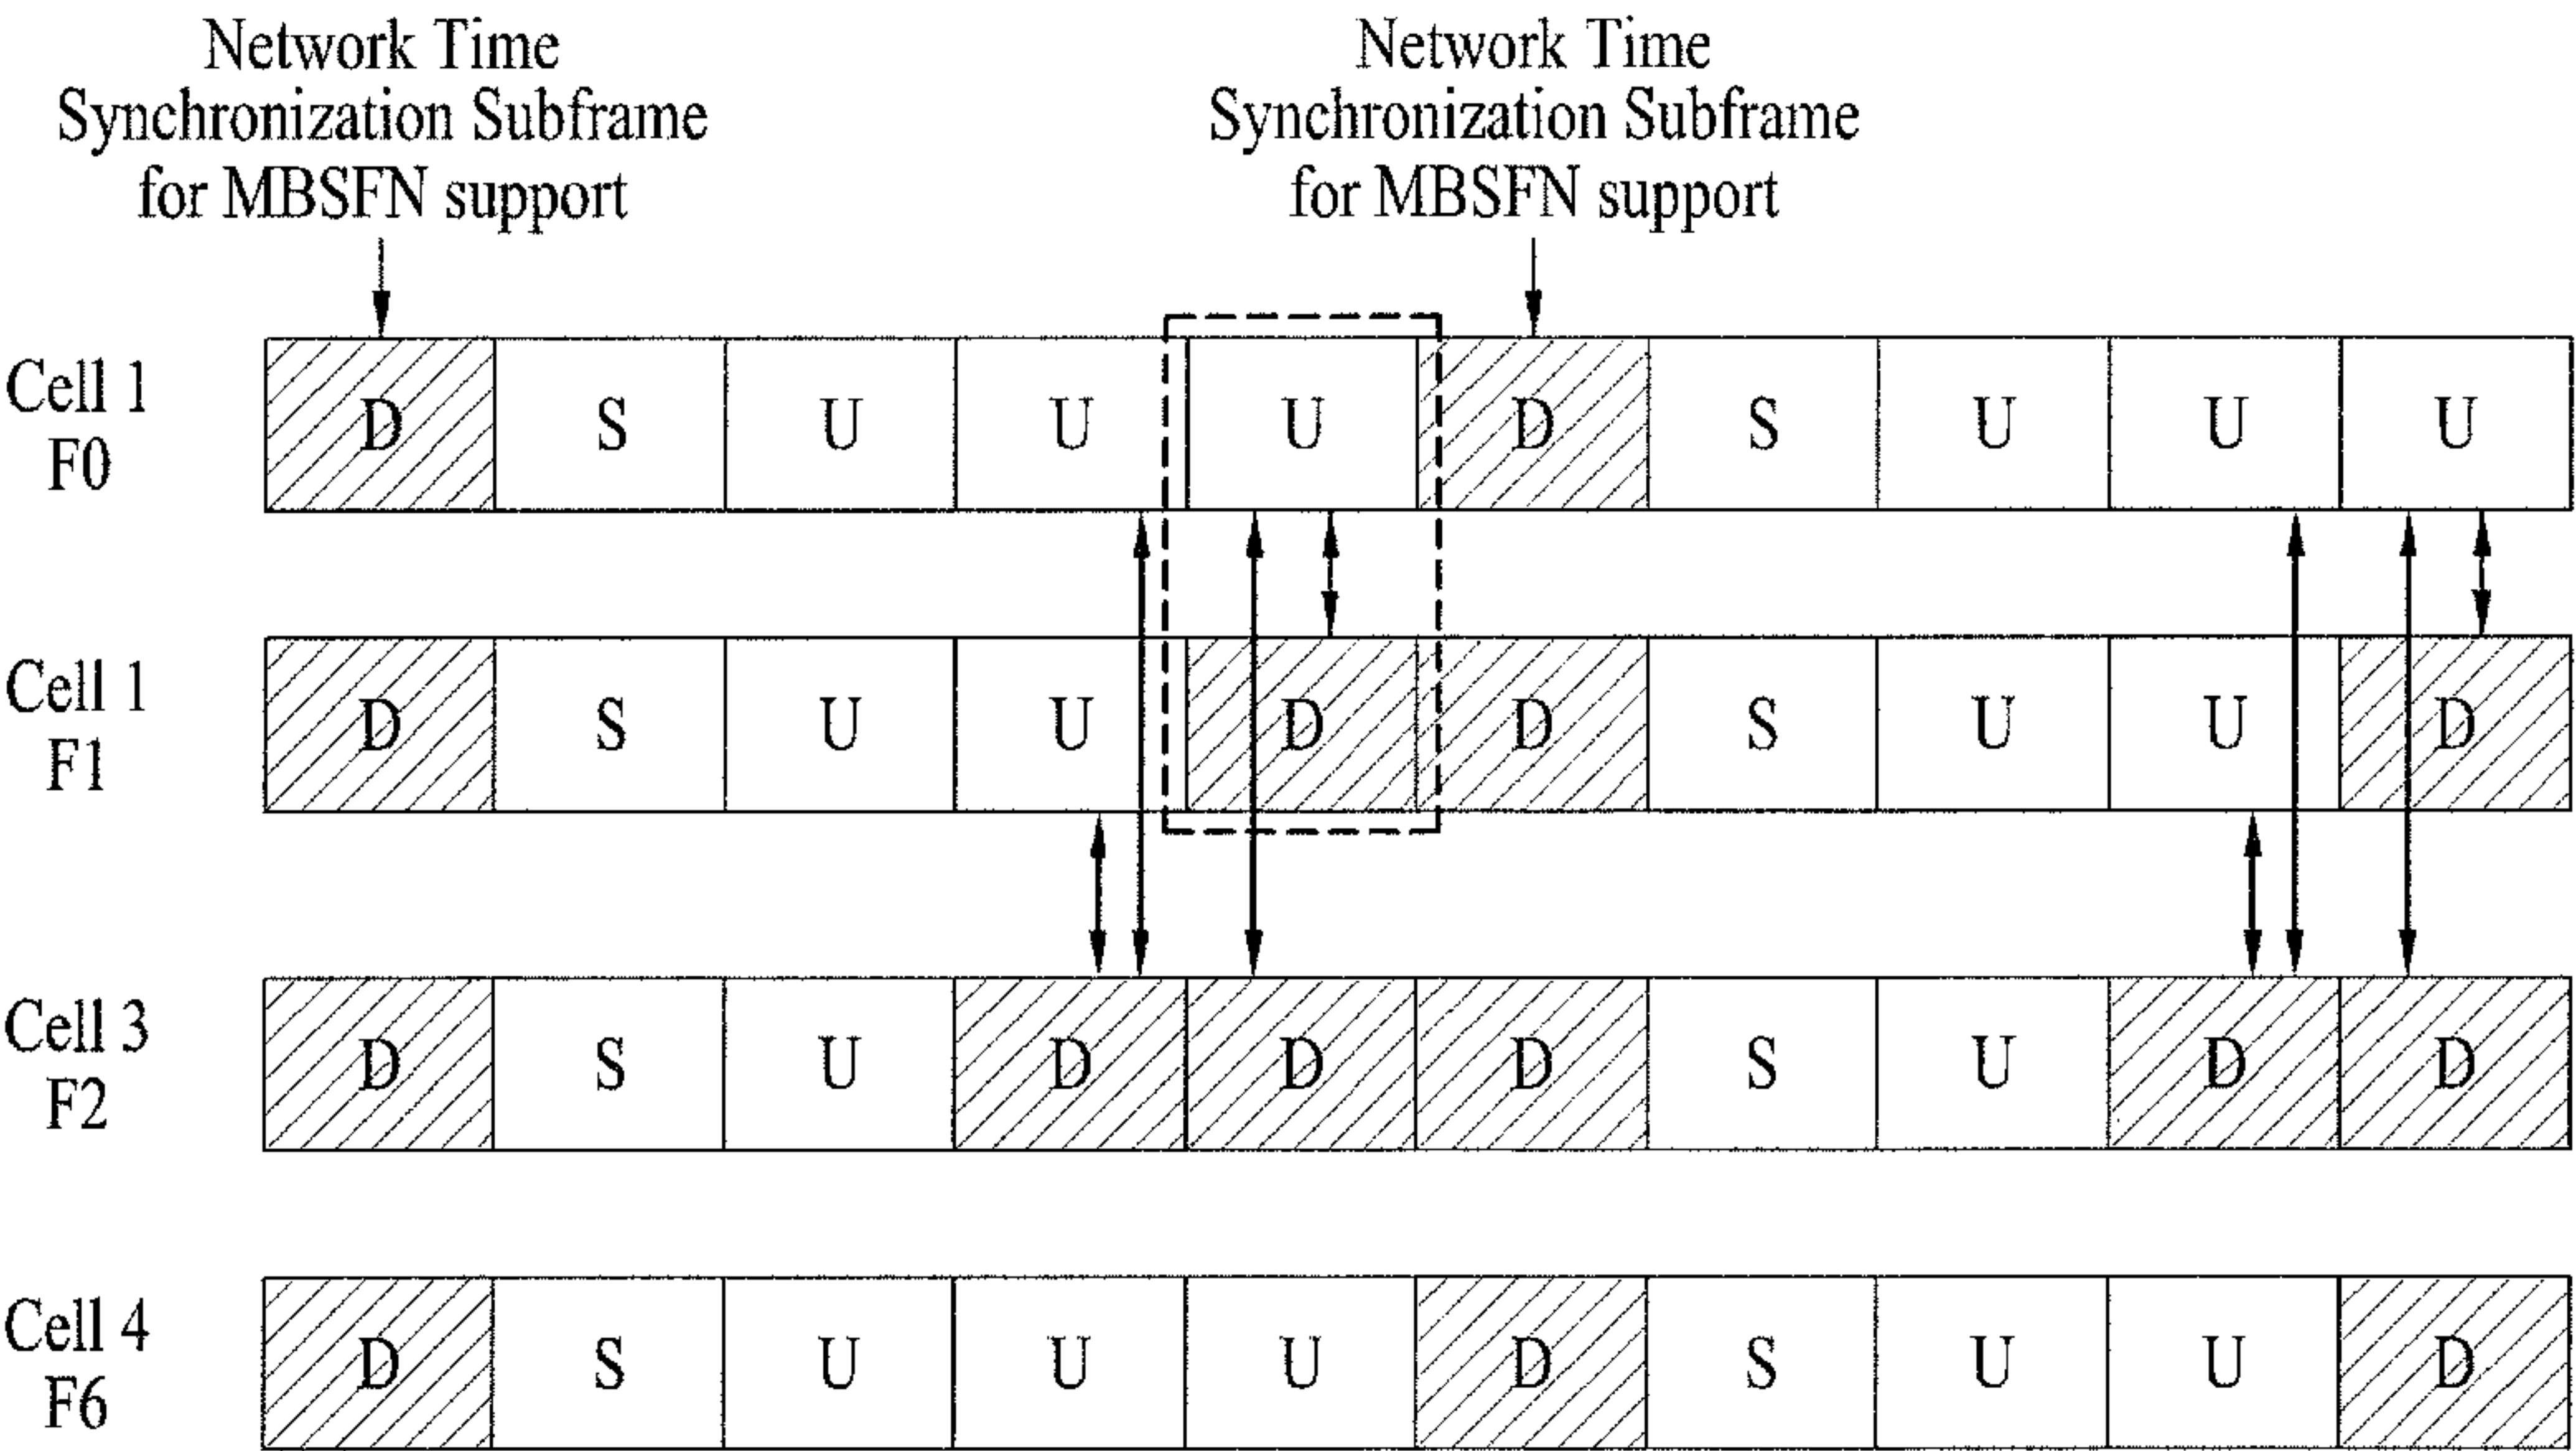 Network Time
Synchronization Subframe
for MBSFN support
Network Time
Synchronization Subframe
for MBSFN support
Cell 1
F0
D S U U U D S U U U
Cell 1
F1
D S U U D D S U U D
Cell 3
F2
D S U D D D S U D D
Cell 4
F6
D S U U U D S U U D